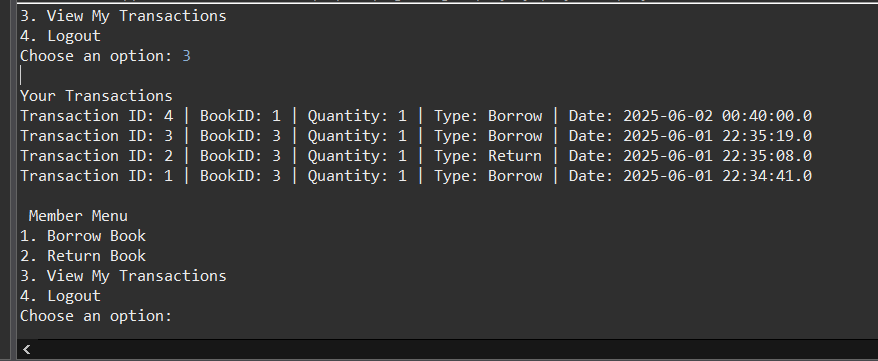 3. View My Transactions
4. Logout
Choose an option: 3
Your Transactions
Transaction ID: 4 | BookID: 1 | Quantity: 1 | Type: Borrow | Date: 2025-06-02 00:40:00.0
Transaction ID: 3 | BookID: 3 | Quantity: 1 | Type: Borrow | Date: 2025-06-01 22:35:19.0
Transaction ID: 2 | BookID: 3 | Quantity: 1 | Type: Return | Date: 2025-06-01 22:35:08.0
Transaction ID: 1 | BookID: 3 | Quantity: 1 | Type: Borrow | Date: 2025-06-01 22:34:41.0
Member Menu
1. Borrow Book
2. Return Book
3. View My Transactions
4. Logout
Choose an option: